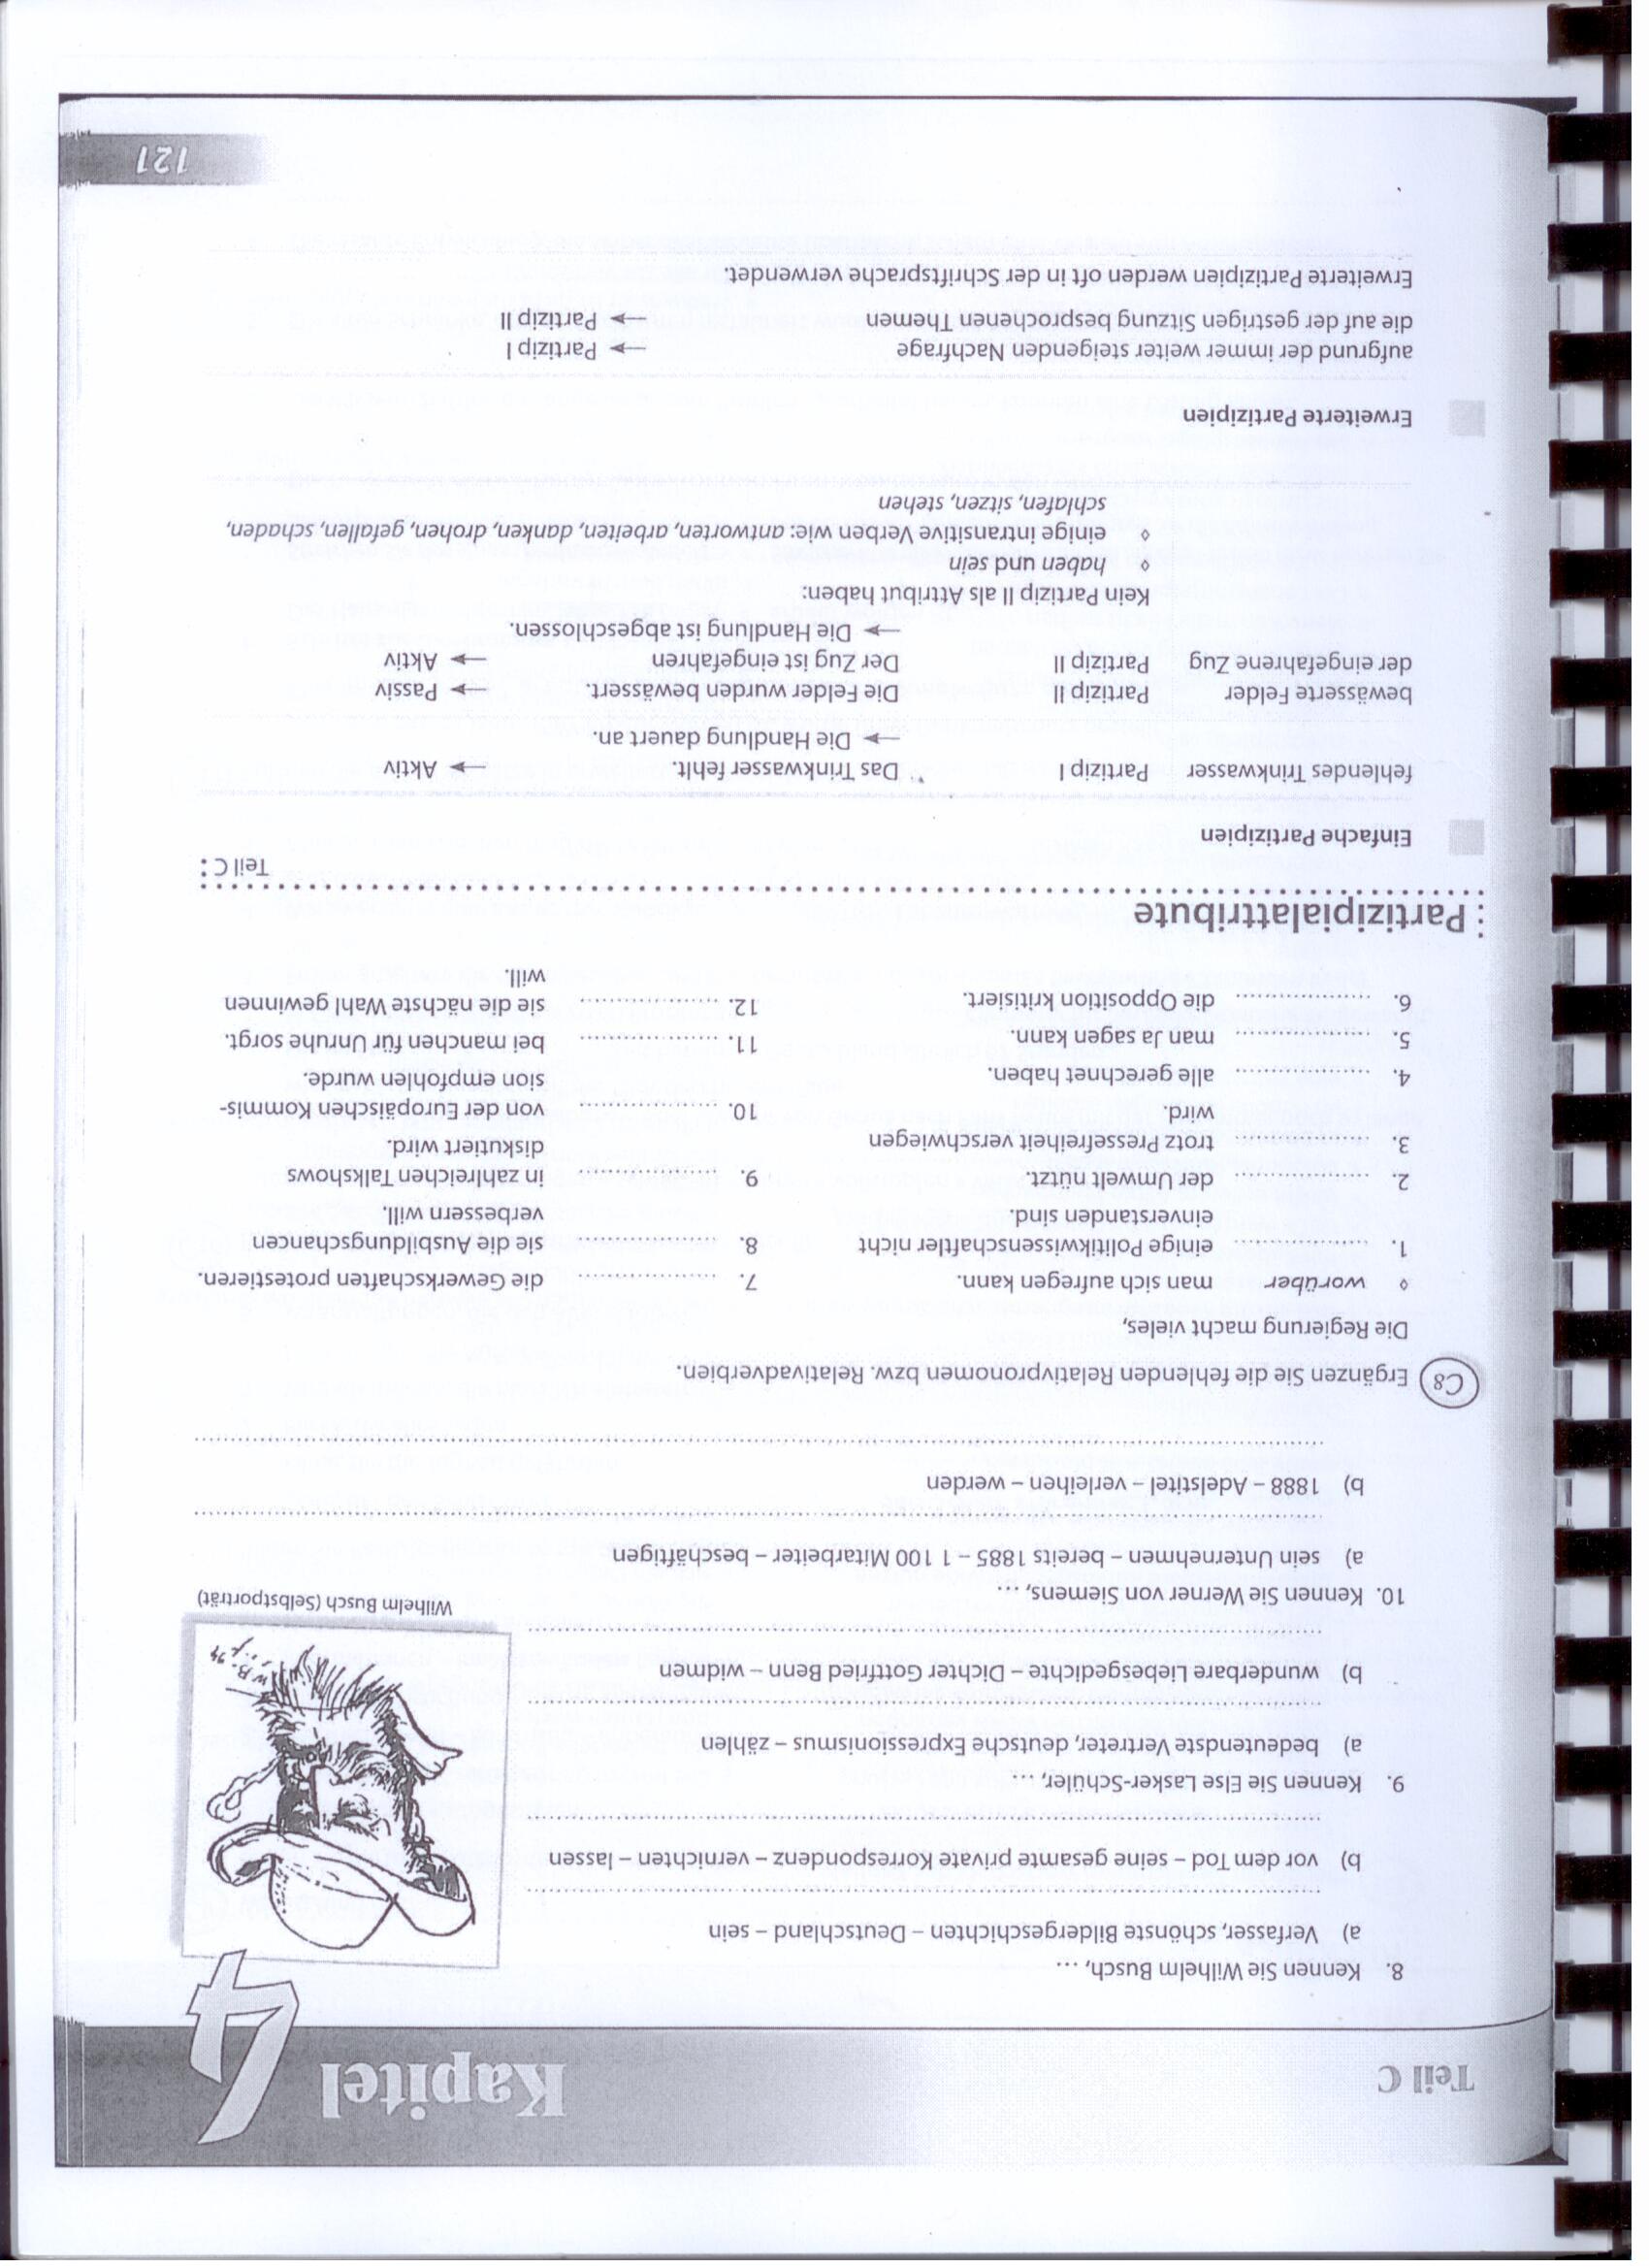 Teil C
Kapitel 4
8. Kennen Sie Wilhelm Busch, …
a) Verfasser, schönste Bildergeschichten – Deutschland – sein
b) vor dem Tod – seine gesamte private Korrespondenz – vernichten – lassen
9. Kennen Sie Else Lasker-Schüler, …
a) bedeutendste Vertreter, deutsche Expressionismus – zählen
b) wunderbare Liebesgedichte – Dichter Gottfried Benn – widmen
Wilhelm Busch (Selbstporträt)
10. Kennen Sie Werner von Siemens, …
a) sein Unternehmen – bereits 1885 – 1 100 Mitarbeiter – beschäftigen
b) 1888 – Adelstitel – verleihen – werden
C8 Ergänzen Sie die fehlenden Relativpronomen bzw. Relativadverbien.
Die Regierung macht vieles,
◊ worüber man sich aufregen kann.
1. .................. einige Politikwissenschaftler nicht
einverstanden sind.
2. .................. der Umwelt nützt.
3. .................. trotz Pressefreiheit verschwiegen
wird.
4. .................. alle gerechnet haben.
5. .................. man Ja sagen kann.
6. .................. die Opposition kritisiert.
7. .................. die Gewerkschaften protestieren.
8. .................. sie die Ausbildungschancen
verbessern will.
9. .................. in zahlreichen Talkshows
diskutiert wird.
10. .................. von der Europäischen Kommis-
sion empfohlen wurde.
11. .................. bei manchen für Unruhe sorgt.
12. .................. sie die nächste Wahl gewinnen
will.
Partizipialattribute
Teil C
Einfache Partizipien
fehlendes Trinkwasser Partizip I Das Trinkwasser fehlt. → Aktiv
→ Die Handlung dauert an.
bewässerte Felder Partizip II Die Felder wurden bewässert. → Passiv
der eingefahrene Zug Partizip II Der Zug ist eingefahren → Aktiv
→ Die Handlung ist abgeschlossen.
Kein Partizip II als Attribut haben:
◊ haben und sein
◊ einige intransitive Verben wie: antworten, arbeiten, danken, drohen, gefallen, schaden,
schlafen, sitzen, stehen
Erweiterte Partizipien
aufgrund der immer weiter steigenden Nachfrage → Partizip I
die auf der gestrigen Sitzung besprochenen Themen → Partizip II
Erweiterte Partizipien werden oft in der Schriftsprache verwendet.
121